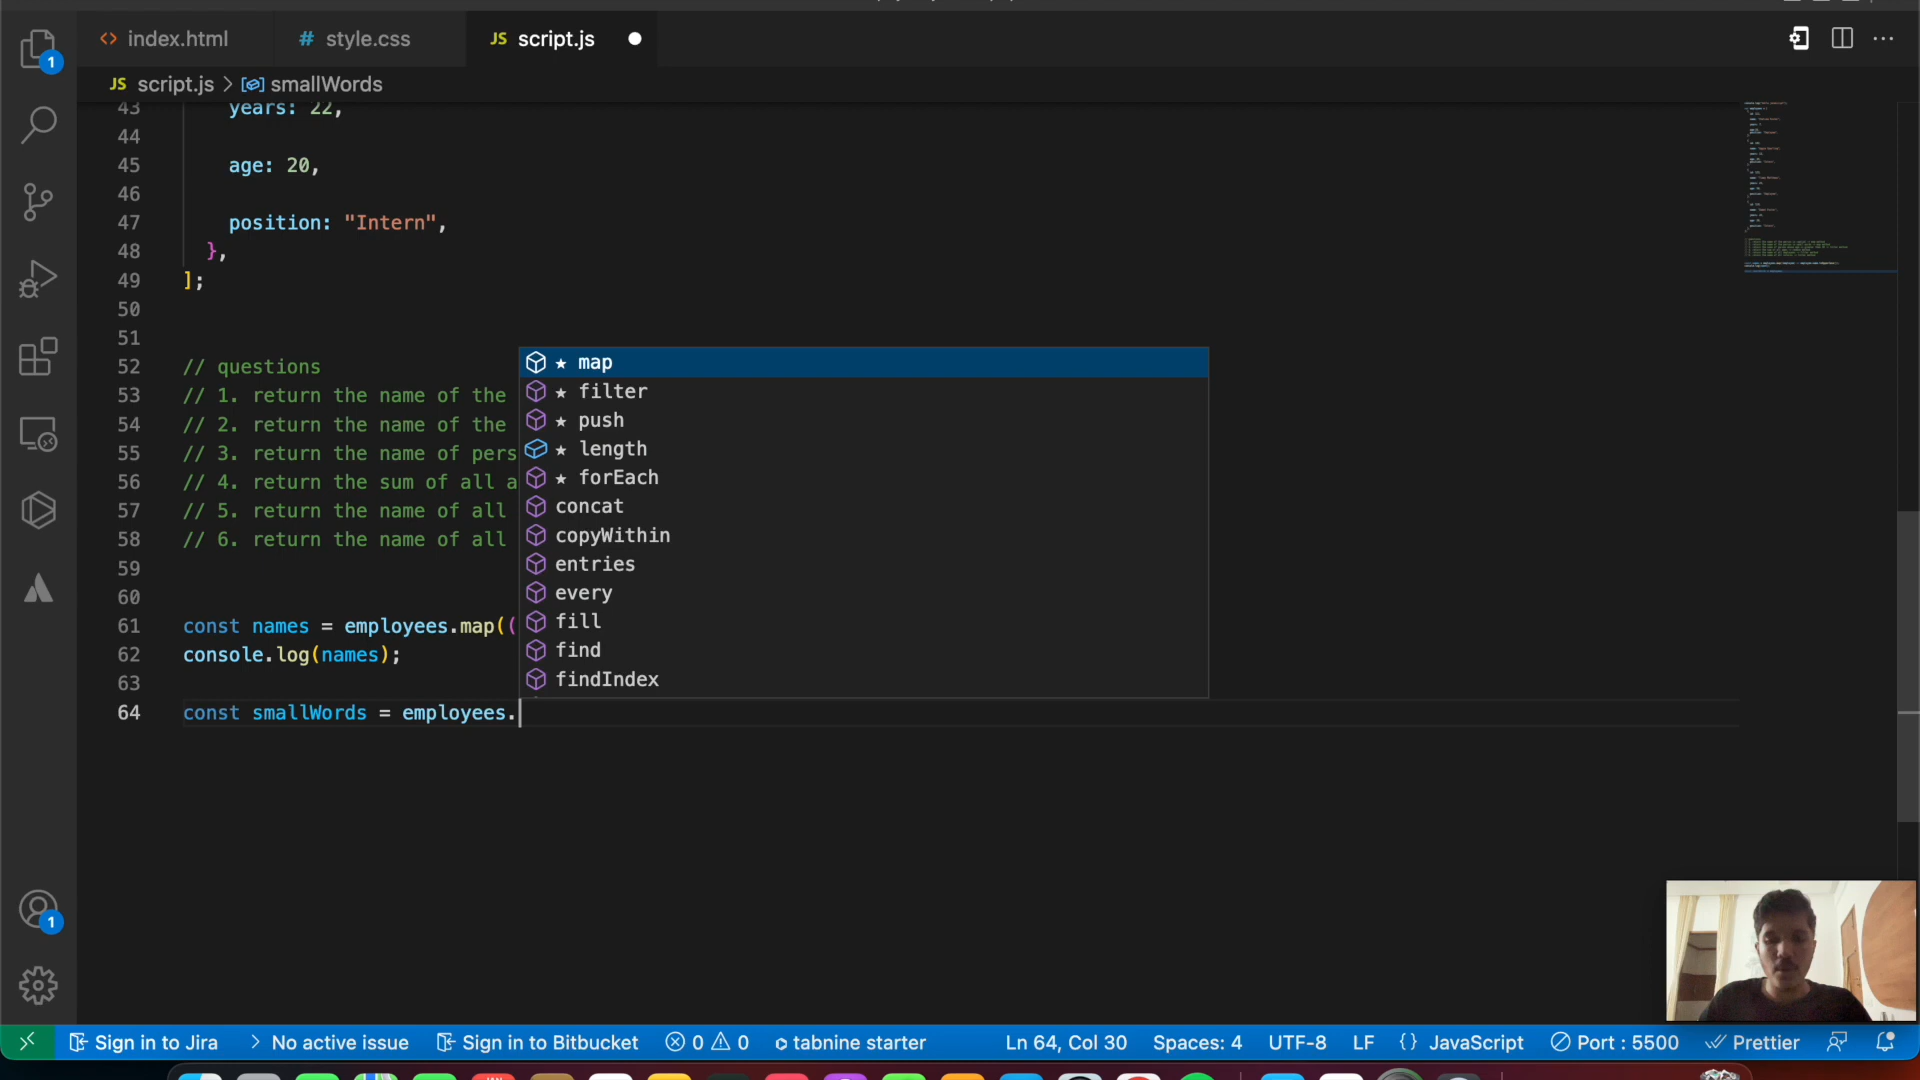 index.html
# style.css
JS script.js
JS script.js > smallWords
43 years: 22,
44
45 age: 20,
46
47 position: "Intern",
48 },
49 ];
50
51
52 // questions
53 // 1. return the name of the
54 // 2. return the name of the
55 // 3. return the name of pers
56 // 4. return the sum of all a
57 // 5. return the name of all
58 // 6. return the name of all
59
60
61 const names = employees.map((
62 console.log(names);
63
64 const smallWords = employees.
★ map
★ filter
★ push
★ length
★ forEach
concat
copyWithin
entries
every
fill
find
findIndex
1
1
Sign in to Jira
No active issue
Sign in to Bitbucket
0
0
tabnine starter
Ln 64, Col 30
Spaces: 4
UTF-8
LF
{} JavaScript
Port : 5500
Prettier